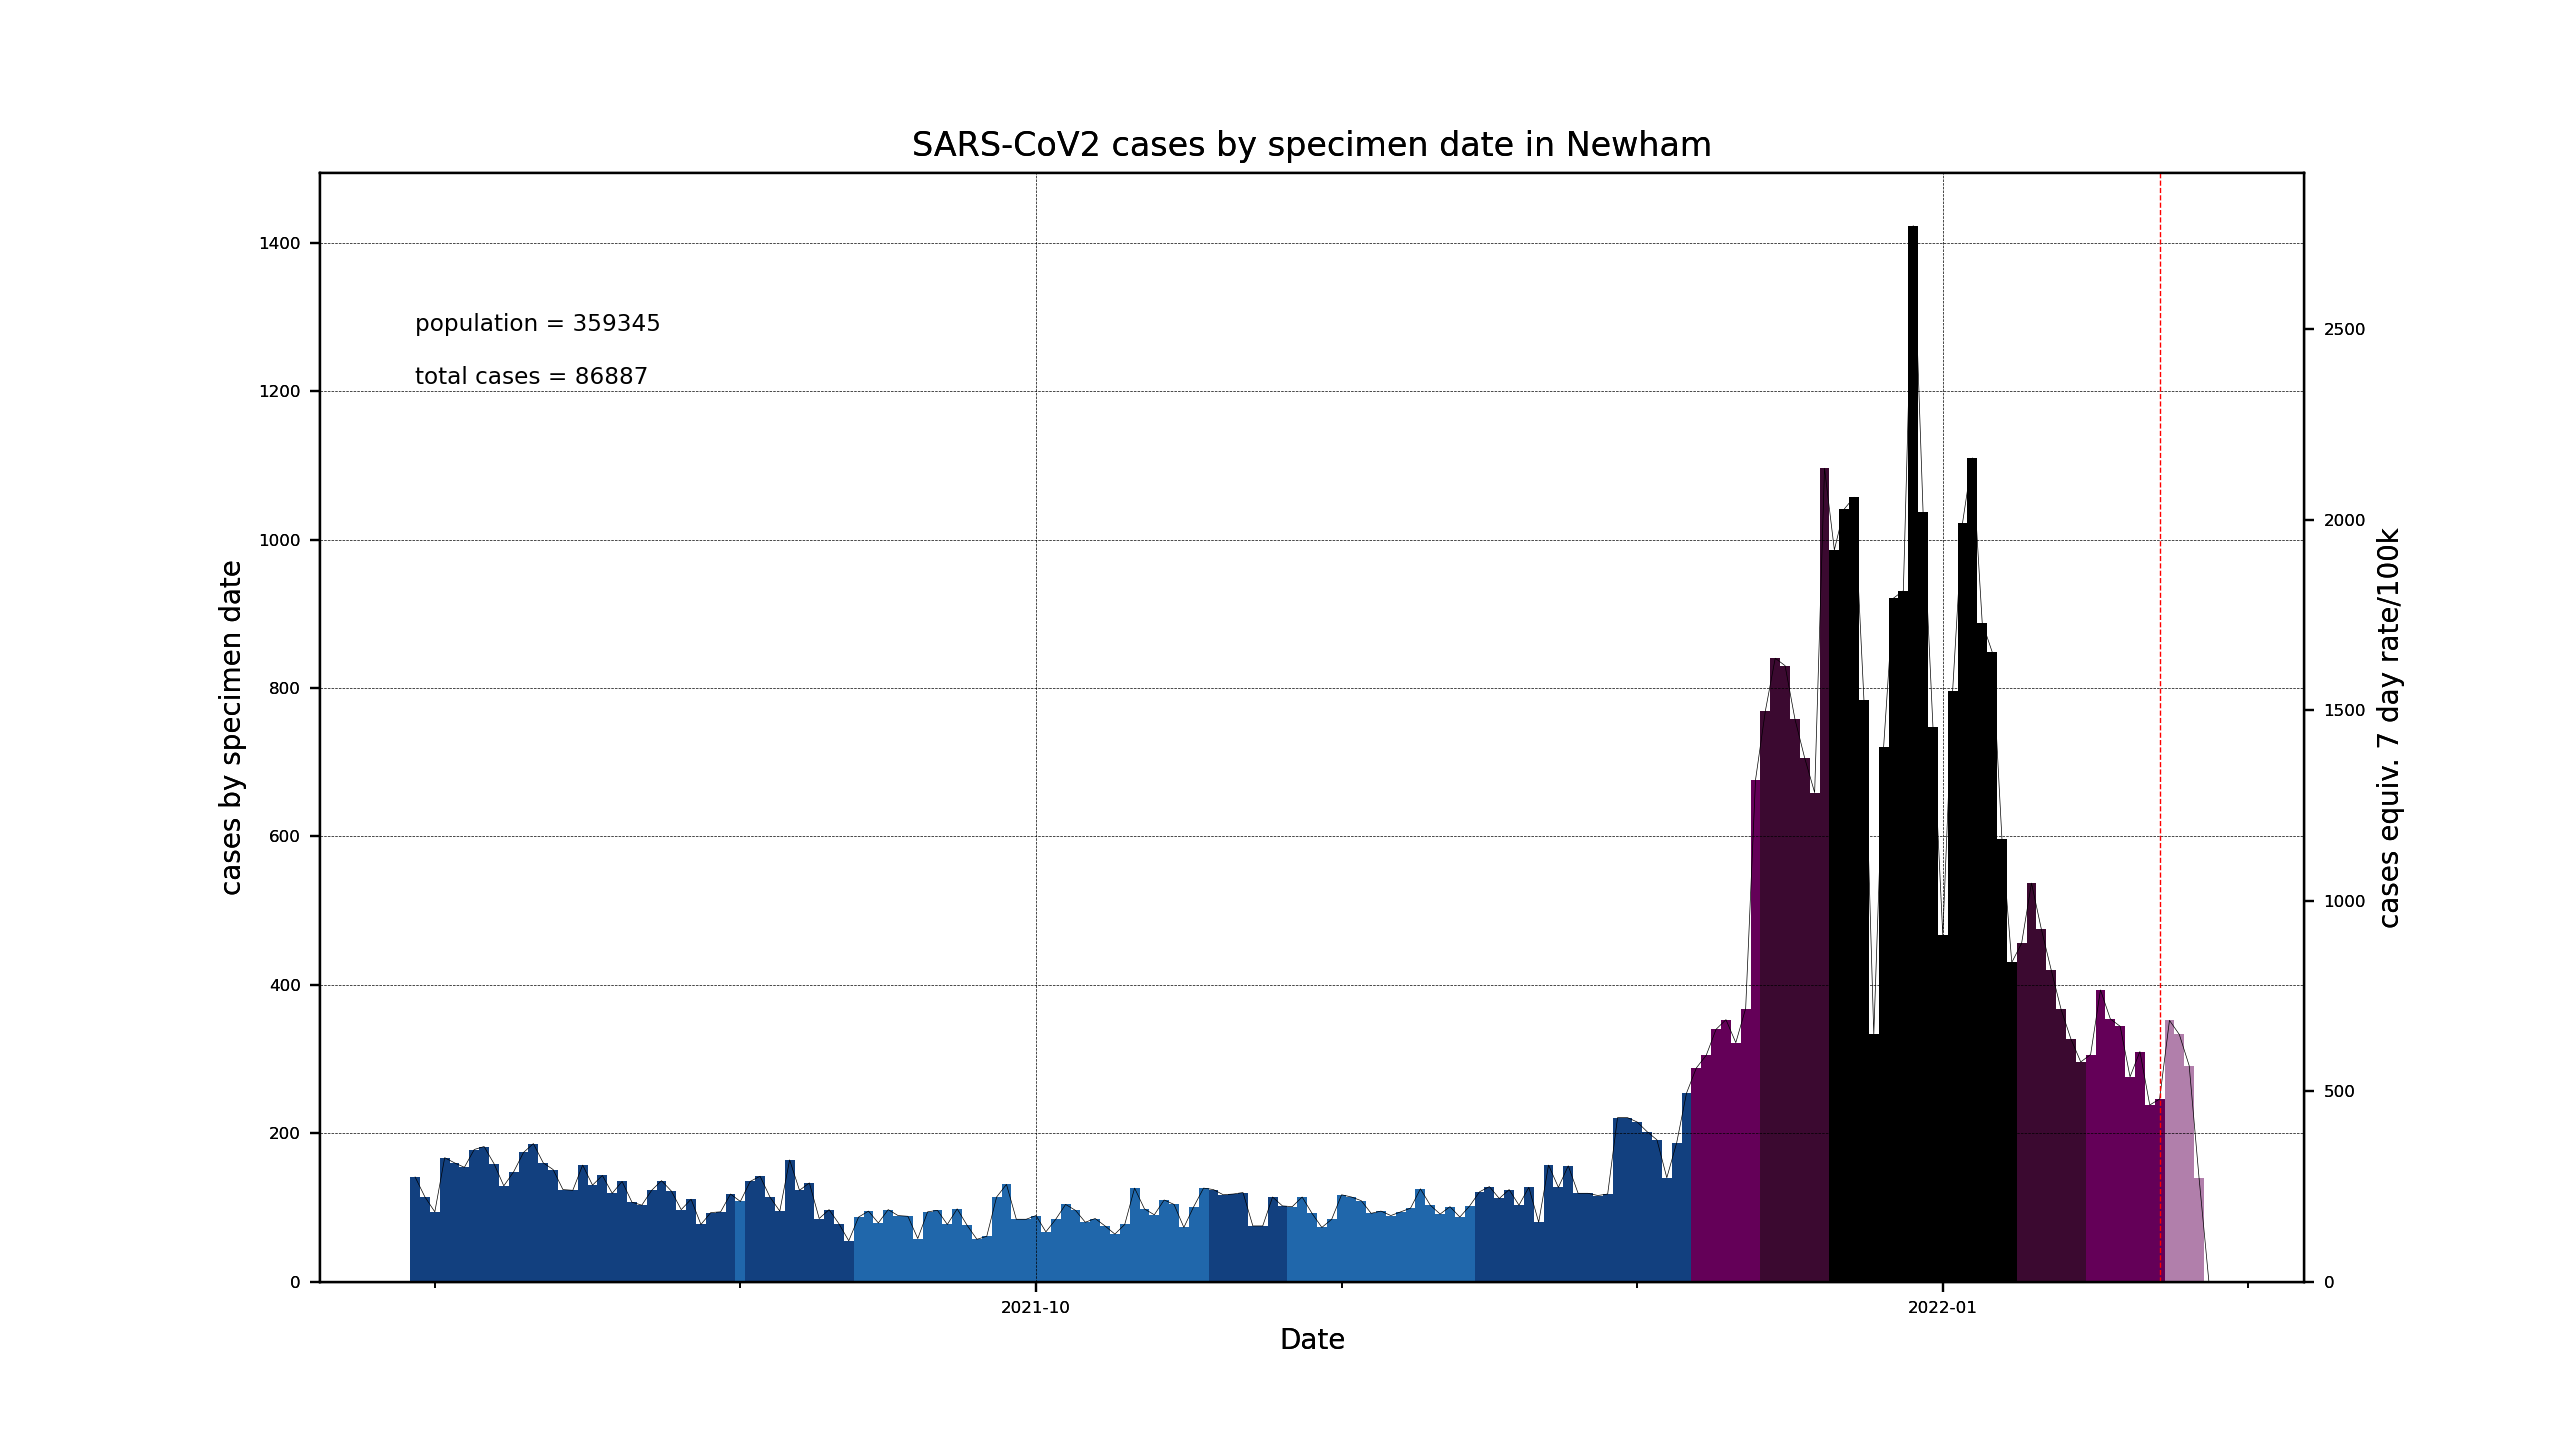 SARS-CoV2 cases by specimen date in Newham
population = 359345
total cases = 86887
cases by specimen date
1400
1200
1000
800
600
400
200
0
2500
2000
1500
1000
500
0
cases equiv. 7 day rate/100k
2021-10
2022-01
Date